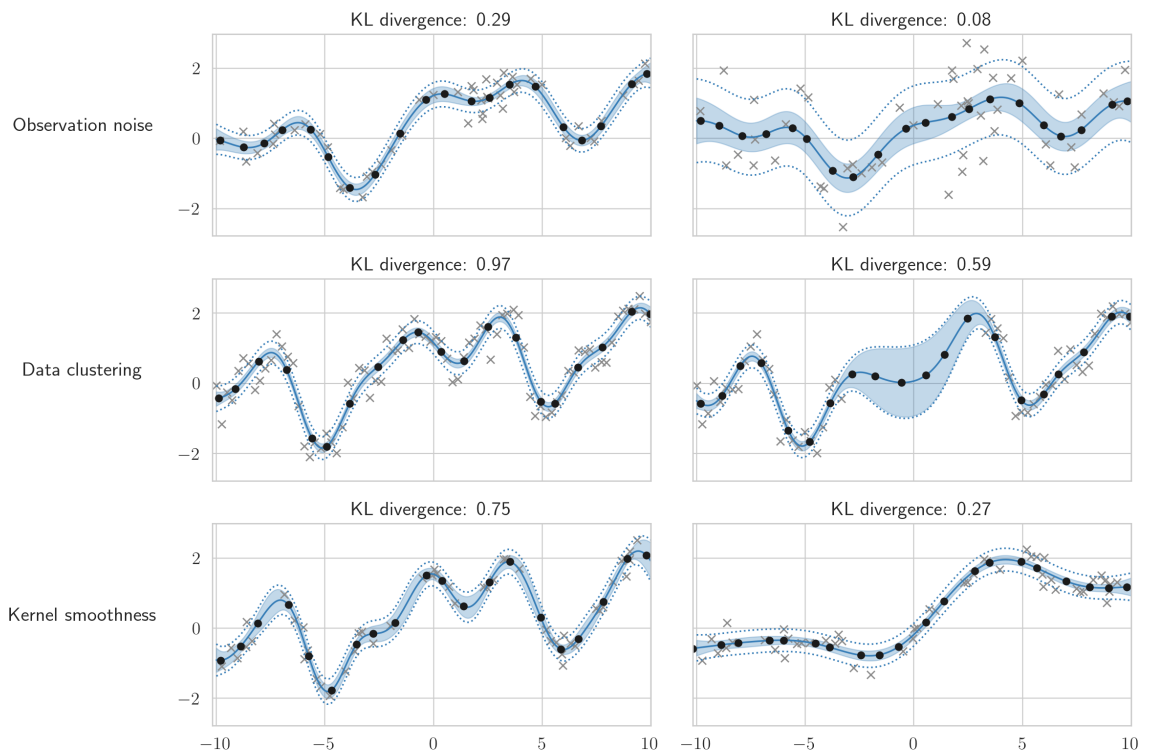 KL divergence: 0.29
KL divergence: 0.08
Observation noise
2
0
−2
KL divergence: 0.97
KL divergence: 0.59
Data clustering
2
0
−2
KL divergence: 0.75
KL divergence: 0.27
Kernel smoothness
2
0
−2
−10 −5 0 5 10
−10 −5 0 5 10